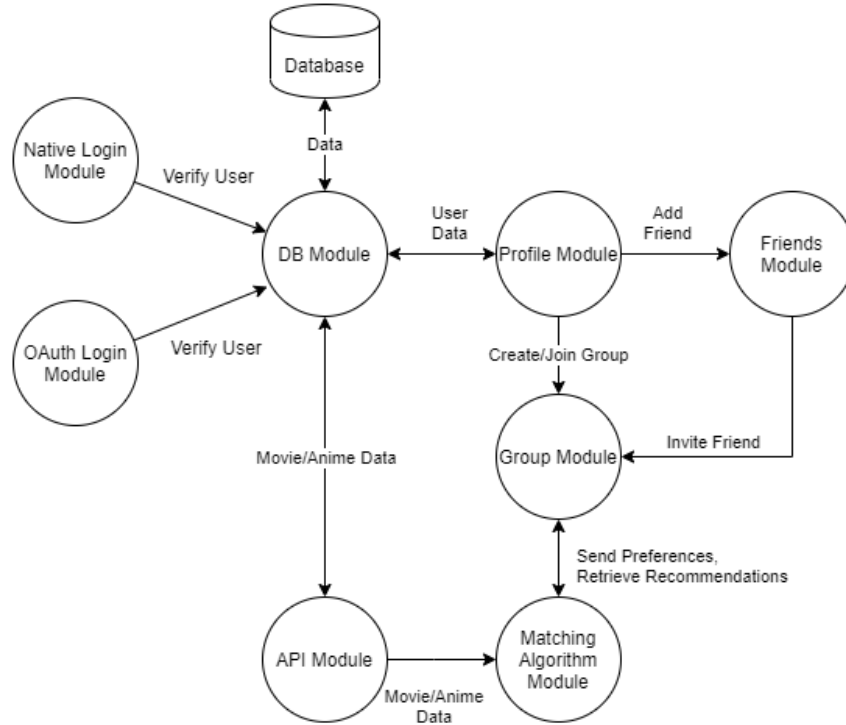 Database
Data
Native Login
Module
Verify User
User
Data
Add
Friend
DB Module
Profile Module
Friends
Module
OAuth Login
Module
Verify User
Create/Join Group
Movie/Anime Data
Group Module
Invite Friend
Send Preferences,
Retrieve Recommendations
API Module
Matching
Algorithm
Module
Movie/Anime
Data